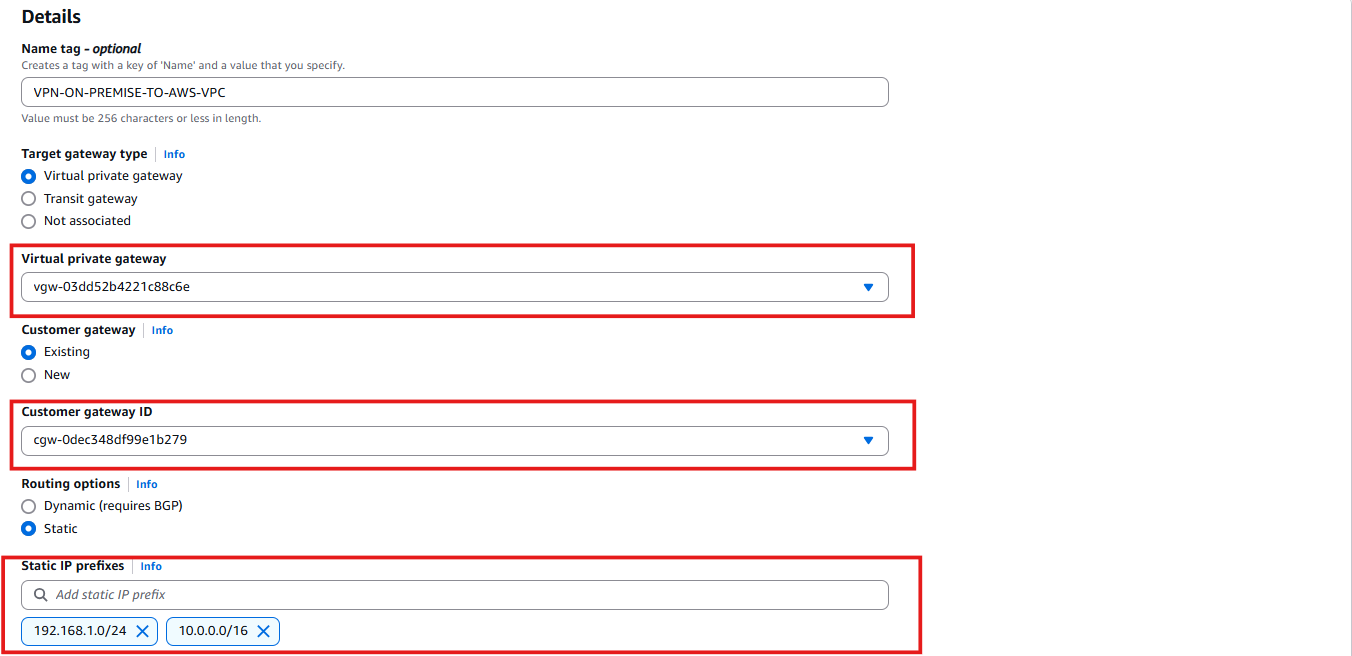 Details
Name tag - optional
Creates a tag with a key of 'Name' and a value that you specify.
VPN-ON-PREMISE-TO-AWS-VPC
Value must be 256 characters or less in length.
Target gateway type Info
Virtual private gateway
Transit gateway
Not associated
Virtual private gateway
vgw-03dd52b4221c88c6e
Customer gateway Info
Existing
New
Customer gateway ID
cgw-0dec348df99e1b279
Routing options Info
Dynamic (requires BGP)
Static
Static IP prefixes Info
Add static IP prefix
192.168.1.0/24 10.0.0.0/16